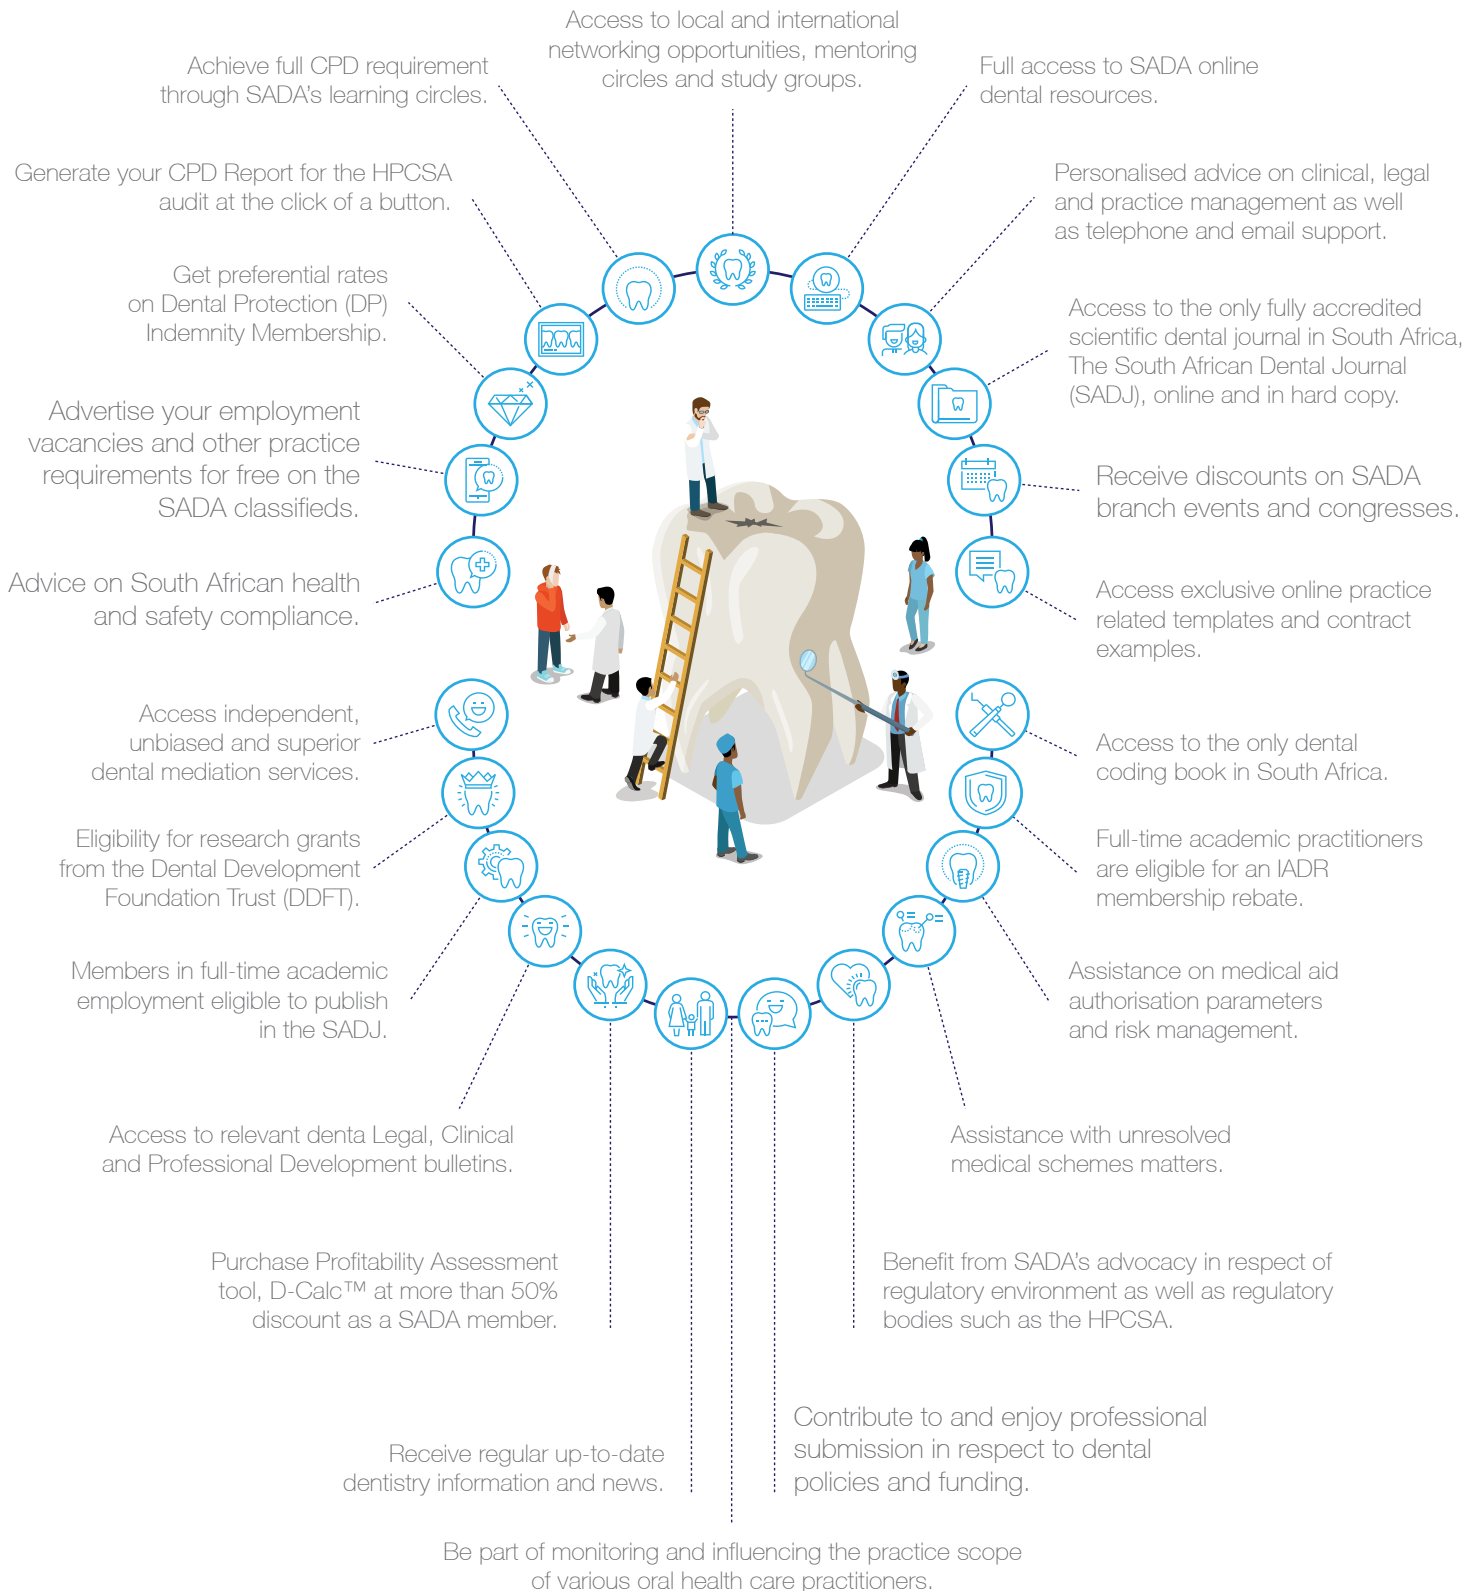 Access to local and international
networking opportunities, mentoring
circles and study groups.
Achieve full CPD requirement
through SADA's learning circles.
Full access to SADA online
dental resources.
Generate your CPD Report for the HPCSA
audit at the click of a button.
Personalised advice on clinical, legal
and practice management as well
as telephone and email support.
Get preferential rates
on Dental Protection (DP)
Indemnity Membership.
Access to the only fully accredited
scientific dental journal in South Africa,
The South African Dental Journal
(SADJ), online and in hard copy.
Advertise your employment
vacancies and other practice
requirements for free on the
SADA classifieds.
Receive discounts on SADA
branch events and congresses.
Advice on South African health
and safety compliance.
Access exclusive online practice
related templates and contract
examples.
Access independent,
unbiased and superior
dental mediation services.
Access to the only dental
coding book in South Africa.
Eligibility for research grants
from the Dental Development
Foundation Trust (DDFT).
Full-time academic practitioners
are eligible for an IADR
membership rebate.
Members in full-time academic
employment eligible to publish
in the SADJ.
Assistance on medical aid
authorisation parameters
and risk management.
Access to relevant denta Legal, Clinical
and Professional Development bulletins.
Assistance with unresolved
medical schemes matters.
Purchase Profitability Assessment
tool, D-Calc™ at more than 50%
discount as a SADA member.
Benefit from SADA's advocacy in respect of
regulatory environment as well as regulatory
bodies such as the HPCSA.
Receive regular up-to-date
dentistry information and news.
Contribute to and enjoy professional
submission in respect to dental
policies and funding.
Be part of monitoring and influencing the practice scope
of various oral health care practitioners.